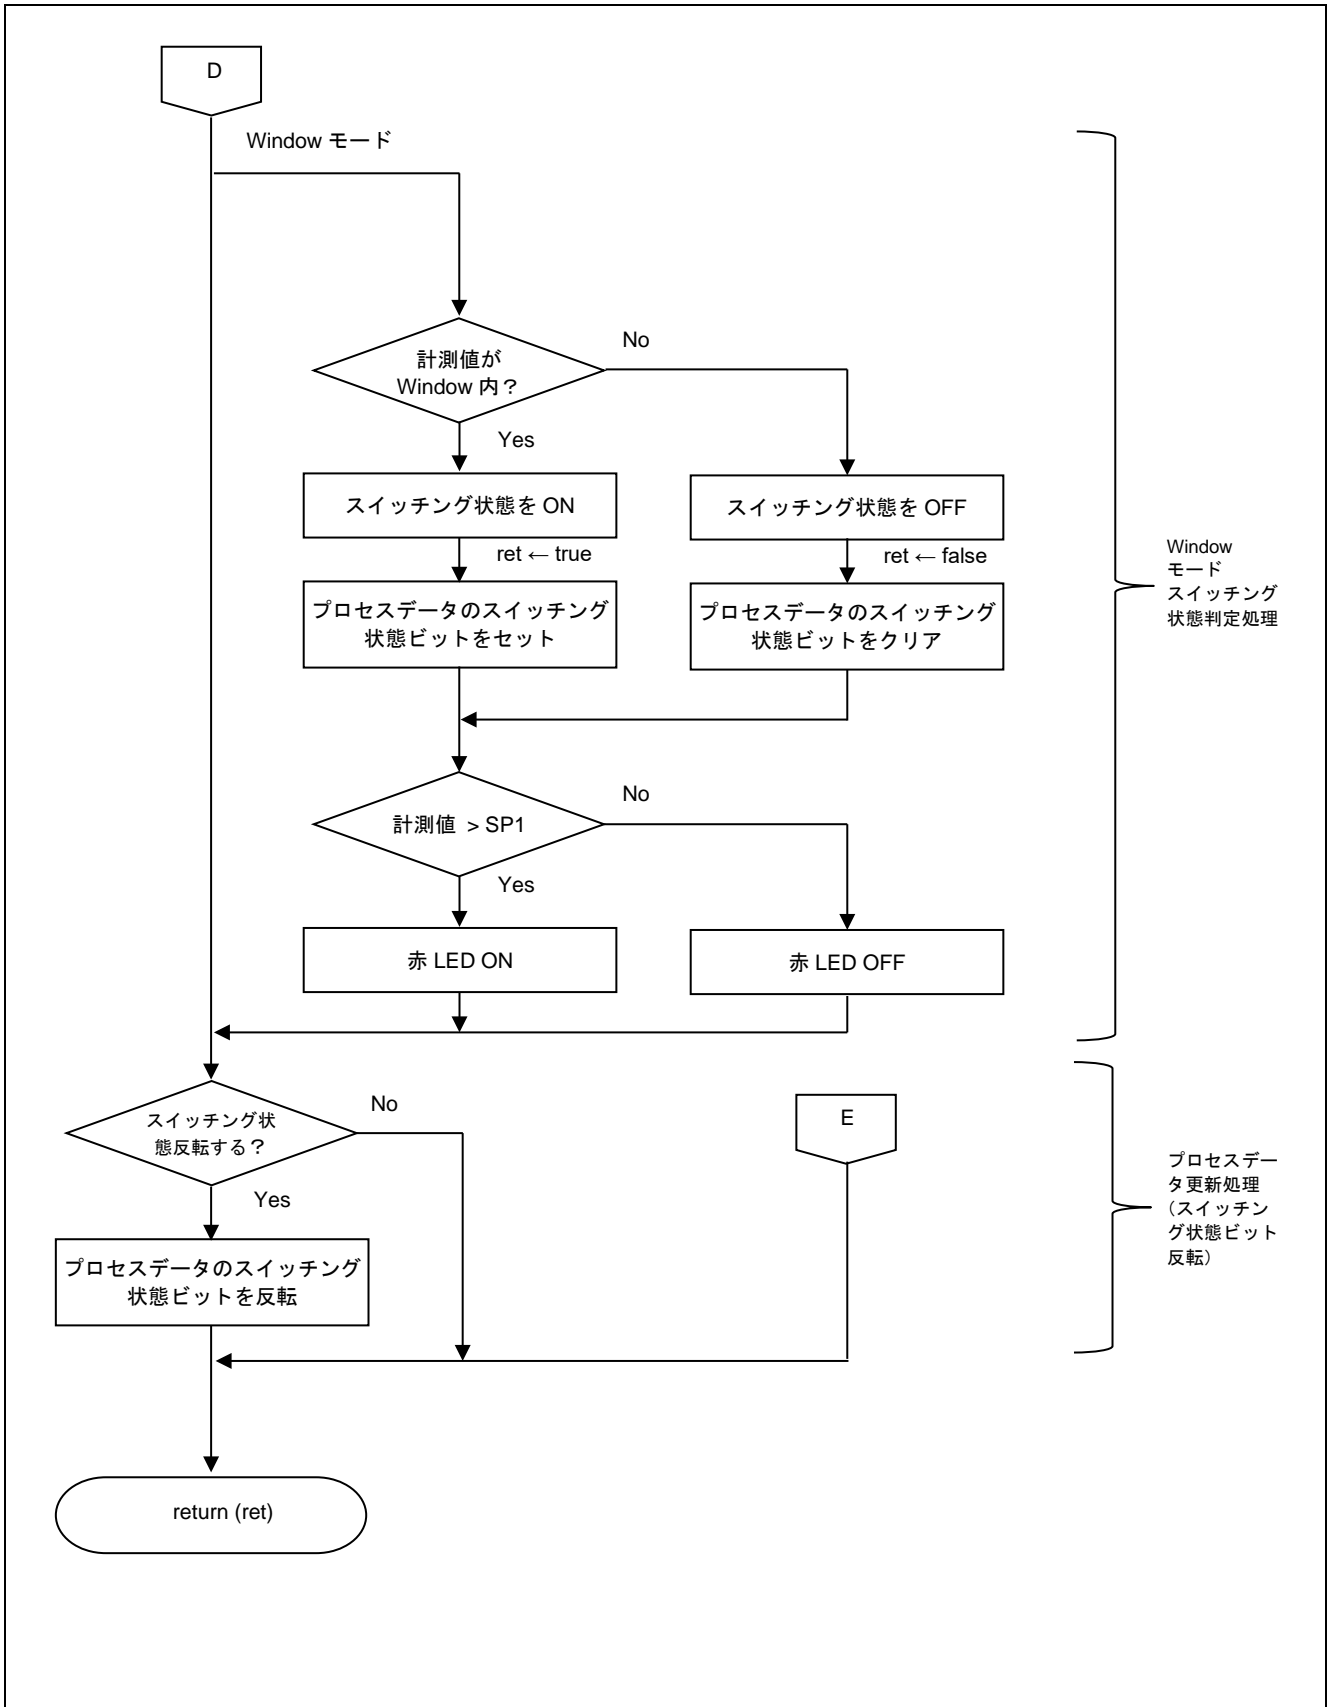 D
Window モード
計測値が
Window 内？
No
Yes
スイッチング状態を ON
スイッチング状態を OFF
ret ← true
ret ← false
プロセスデータのスイッチング
状態ビットをセット
プロセスデータのスイッチング
状態ビットをクリア
Window
モード
スイッチング
状態判定処理
計測値 > SP1
No
Yes
赤 LED ON
赤 LED OFF
スイッチング状
態反転する？
No
Yes
E
プロセスデー
タ更新処理
（スイッチン
グ状態ビット
反転）
プロセスデータのスイッチング
状態ビットを反転
return (ret)